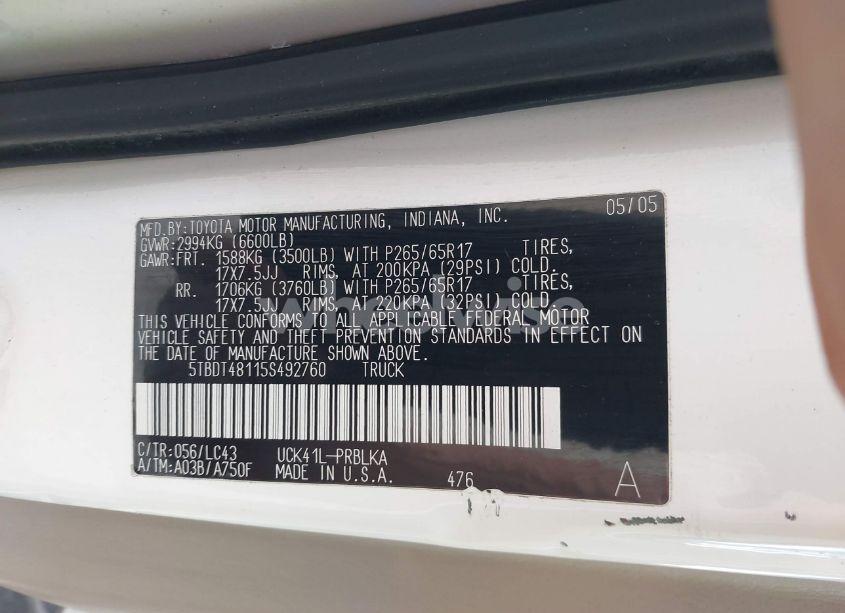 MFD.BY:TOYOTA MOTOR MANUFACTURING, INDIANA, INC. 05/05
GVWR:2994KG (6600LB)
GAWR:FRT. 1588KG (3500LB) WITH P265/65R17 TIRES,
17X7.5JJ RIMS, AT 200KPA (29PSI) COLD.
RR. 1706KG (3760LB) WITH P265/65R17 TIRES,
17X7.5JJ RIMS, AT 220KPA (32PSI) COLD.
THIS VEHICLE CONFORMS TO ALL APPLICABLE FEDERAL MOTOR
VEHICLE SAFETY AND THEFT PREVENTION STANDARDS IN EFFECT ON
THE DATE OF MANUFACTURE SHOWN ABOVE.
5TBDT48115S492760 TRUCK
C/TR:056/LC43 UCK41L-PRBLKA
A/TM:A03B/A750F MADE IN U.S.A. 476 A
wheelwise